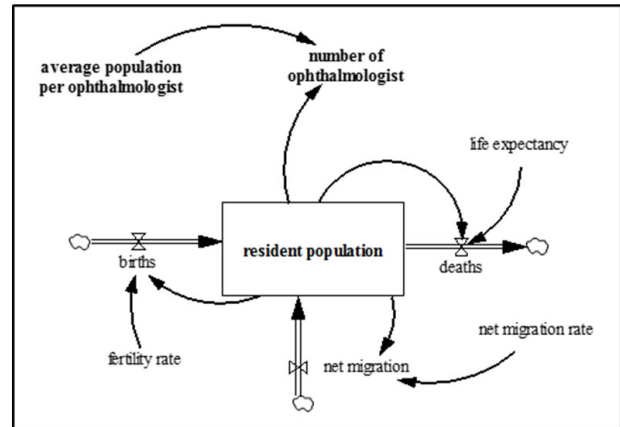 average population
per ophthalmologist
number of
ophthalmologist
life expectancy
resident population
births
deaths
fertility rate
net migration
net migration rate